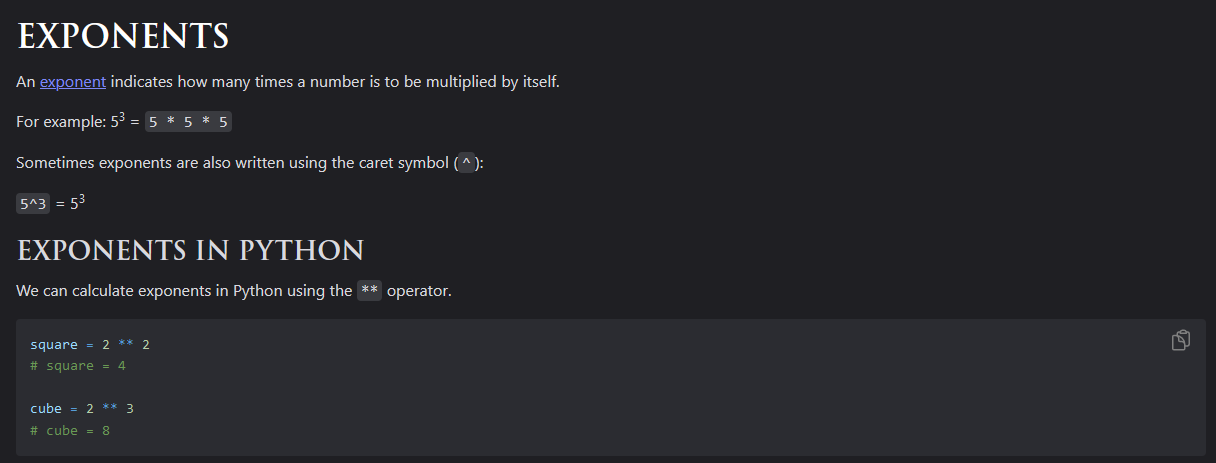 EXPONENTS
An exponent indicates how many times a number is to be multiplied by itself.
For example: 5³ = 5 * 5 * 5
Sometimes exponents are also written using the caret symbol (^):
5^3 = 5³
EXPONENTS IN PYTHON
We can calculate exponents in Python using the ** operator.
square = 2 ** 2
# square = 4
cube = 2 ** 3
# cube = 8